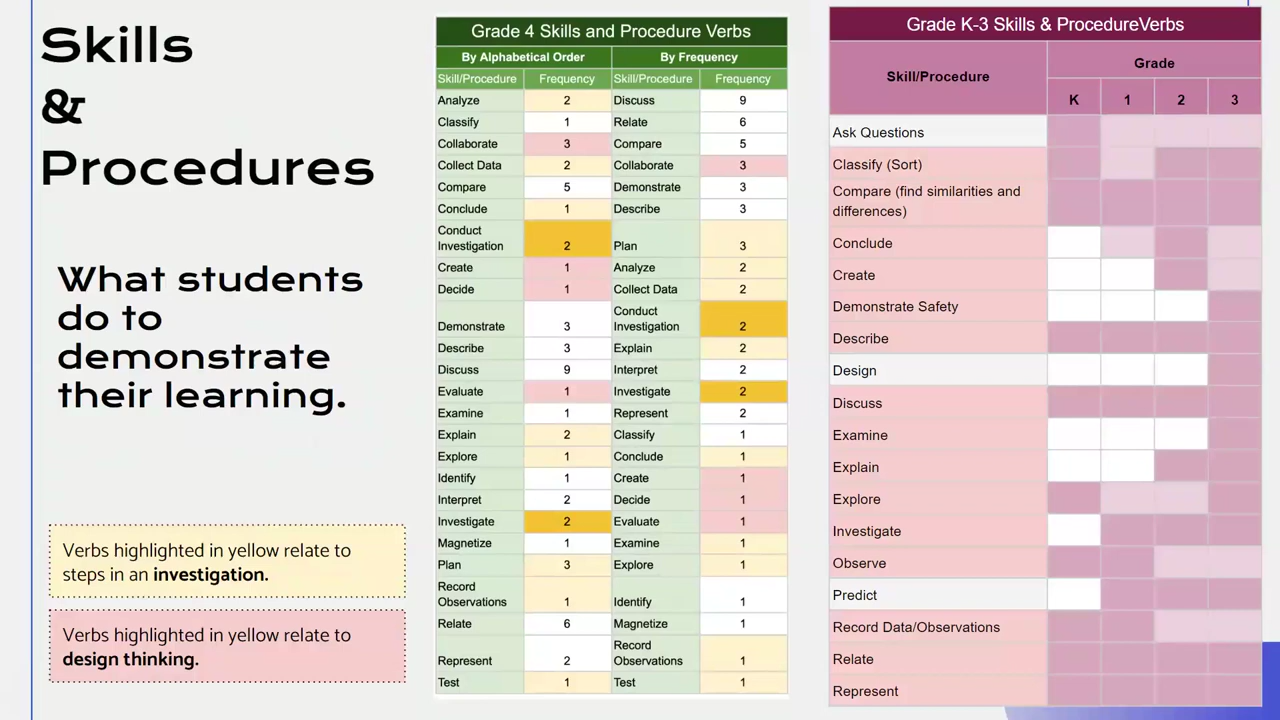 Skills
&
Procedures
What students
do to
demonstrate
their learning.
Verbs highlighted in yellow relate to
steps in an investigation.
Verbs highlighted in yellow relate to
design thinking.
Grade 4 Skills and Procedure Verbs
By Alphabetical Order By Frequency
Skill/Procedure Frequency Skill/Procedure Frequency
Analyze 2 Discuss 9
Classify 1 Relate 6
Collaborate 3 Compare 5
Collect Data 2 Collaborate 3
Compare 5 Demonstrate 3
Conclude 1 Describe 3
Conduct
Investigation 2 Plan 3
Create 1 Analyze 2
Decide 1 Collect Data 2
Conduct
Demonstrate 3 Investigation 2
Describe 3 Explain 2
Discuss 9 Interpret 2
Evaluate 1 Investigate 2
Examine 1 Represent 2
Explain 2 Classify 1
Explore 1 Conclude 1
Identify 1 Create 1
Interpret 2 Decide 1
Investigate 2 Evaluate 1
Magnetize 1 Examine 1
Plan 3 Explore 1
Record
Observations 1 Identify 1
Relate 6 Magnetize 1
Record
Represent 2 Observations 1
Test 1 Test 1
Grade K-3 Skills & ProcedureVerbs
Skill/Procedure Grade
K 1 2 3
Ask Questions
Classify (Sort)
Compare (find similarities and
differences)
Conclude
Create
Demonstrate Safety
Describe
Design
Discuss
Examine
Explain
Explore
Investigate
Observe
Predict
Record Data/Observations
Relate
Represent